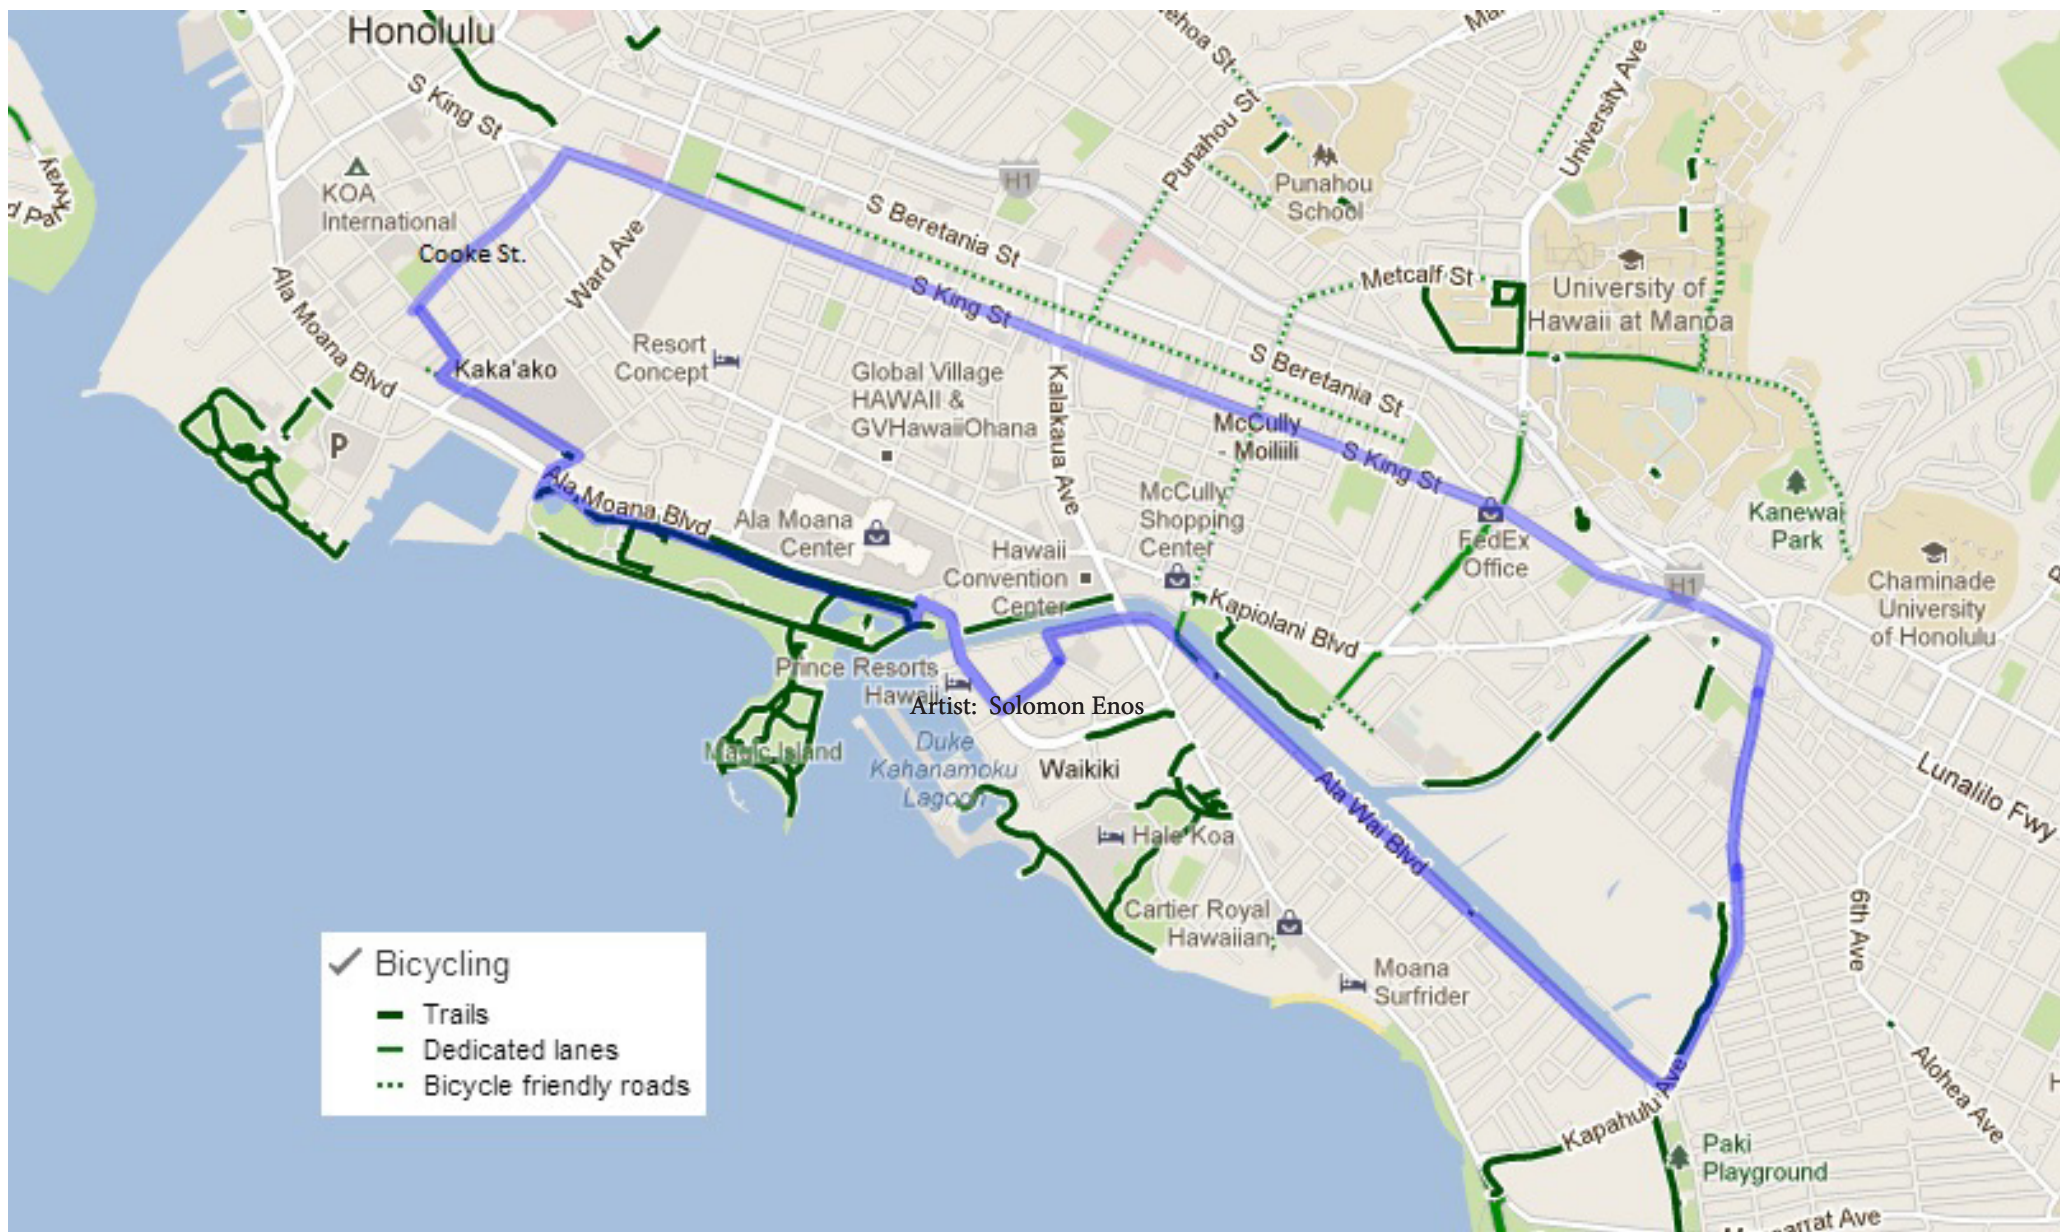 Honolulu
S King St
KOA
International
Cooke St.
Ward Ave
Ala Moana Blvd
Kaka'ako
P
Resort
Concept
S Beretania St
H1
S King St
Punahou St
Punahou
School
University Ave
Metcalf St
University of
Hawaii at Manoa
Global Village
HAWAII &
GVHawaiiOhana
Kalakaua Ave
S Beretania St
McCully
- Moiliili
S King St
McCully
Shopping
Center
FedEx
Office
Kanewai
Park
H1
Chaminade
University
of Honolulu
Ala Moana Blvd
Ala Moana
Center
Hawaii
Convention
Center
Kapiolani Blvd
Prince Resorts
Hawaii
Artist: Solomon Enos
Magic Island
Duke
Kahanamoku
Lagoon
Waikiki
Hale Koa
Ala Wai Blvd
Lunalilo Fwy
6th Ave
Cartier Royal
Hawaiian
Moana
Surfrider
Alohea Ave
Kapahulu Ave
Paki
Playground
Bicycling
Trails
Dedicated lanes
Bicycle friendly roads